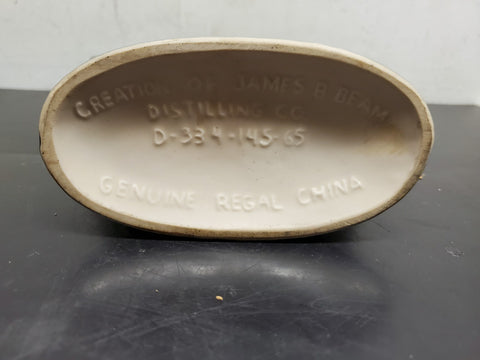 CREATION OF JAMES B BEAM
DISTILLING CO
D-334-145-65
GENUINE REGAL CHINA